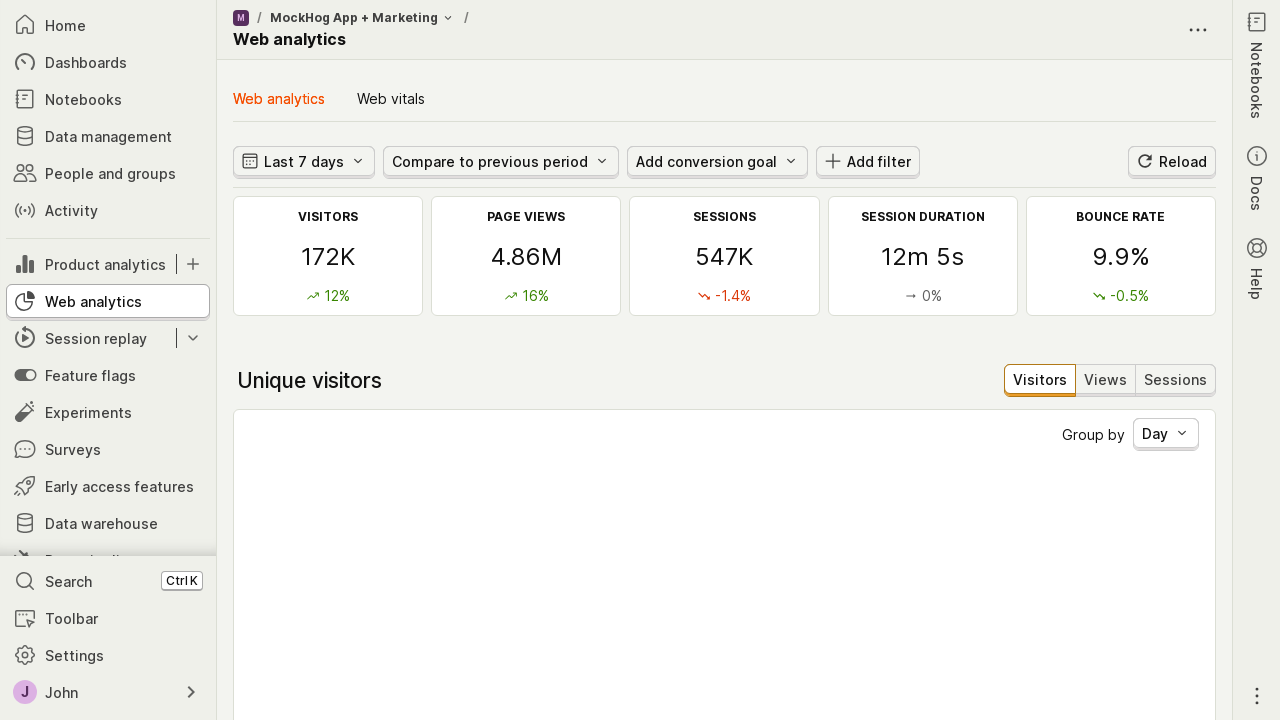 Home
Dashboards
Notebooks
Data management
People and groups
Activity
Product analytics
Web analytics
Session replay
Feature flags
Experiments
Surveys
Early access features
Data warehouse
Search Ctrl K
Toolbar
Settings
J John
M / MockHog App + Marketing /
Web analytics
Web analytics Web vitals
Last 7 days Compare to previous period Add conversion goal Add filter Reload
VISITORS PAGE VIEWS SESSIONS SESSION DURATION BOUNCE RATE
172K 4.86M 547K 12m 5s 9.9%
12% 16% -1.4% 0% -0.5%
Unique visitors Visitors Views Sessions
Group by Day
Notebooks
Docs
Help